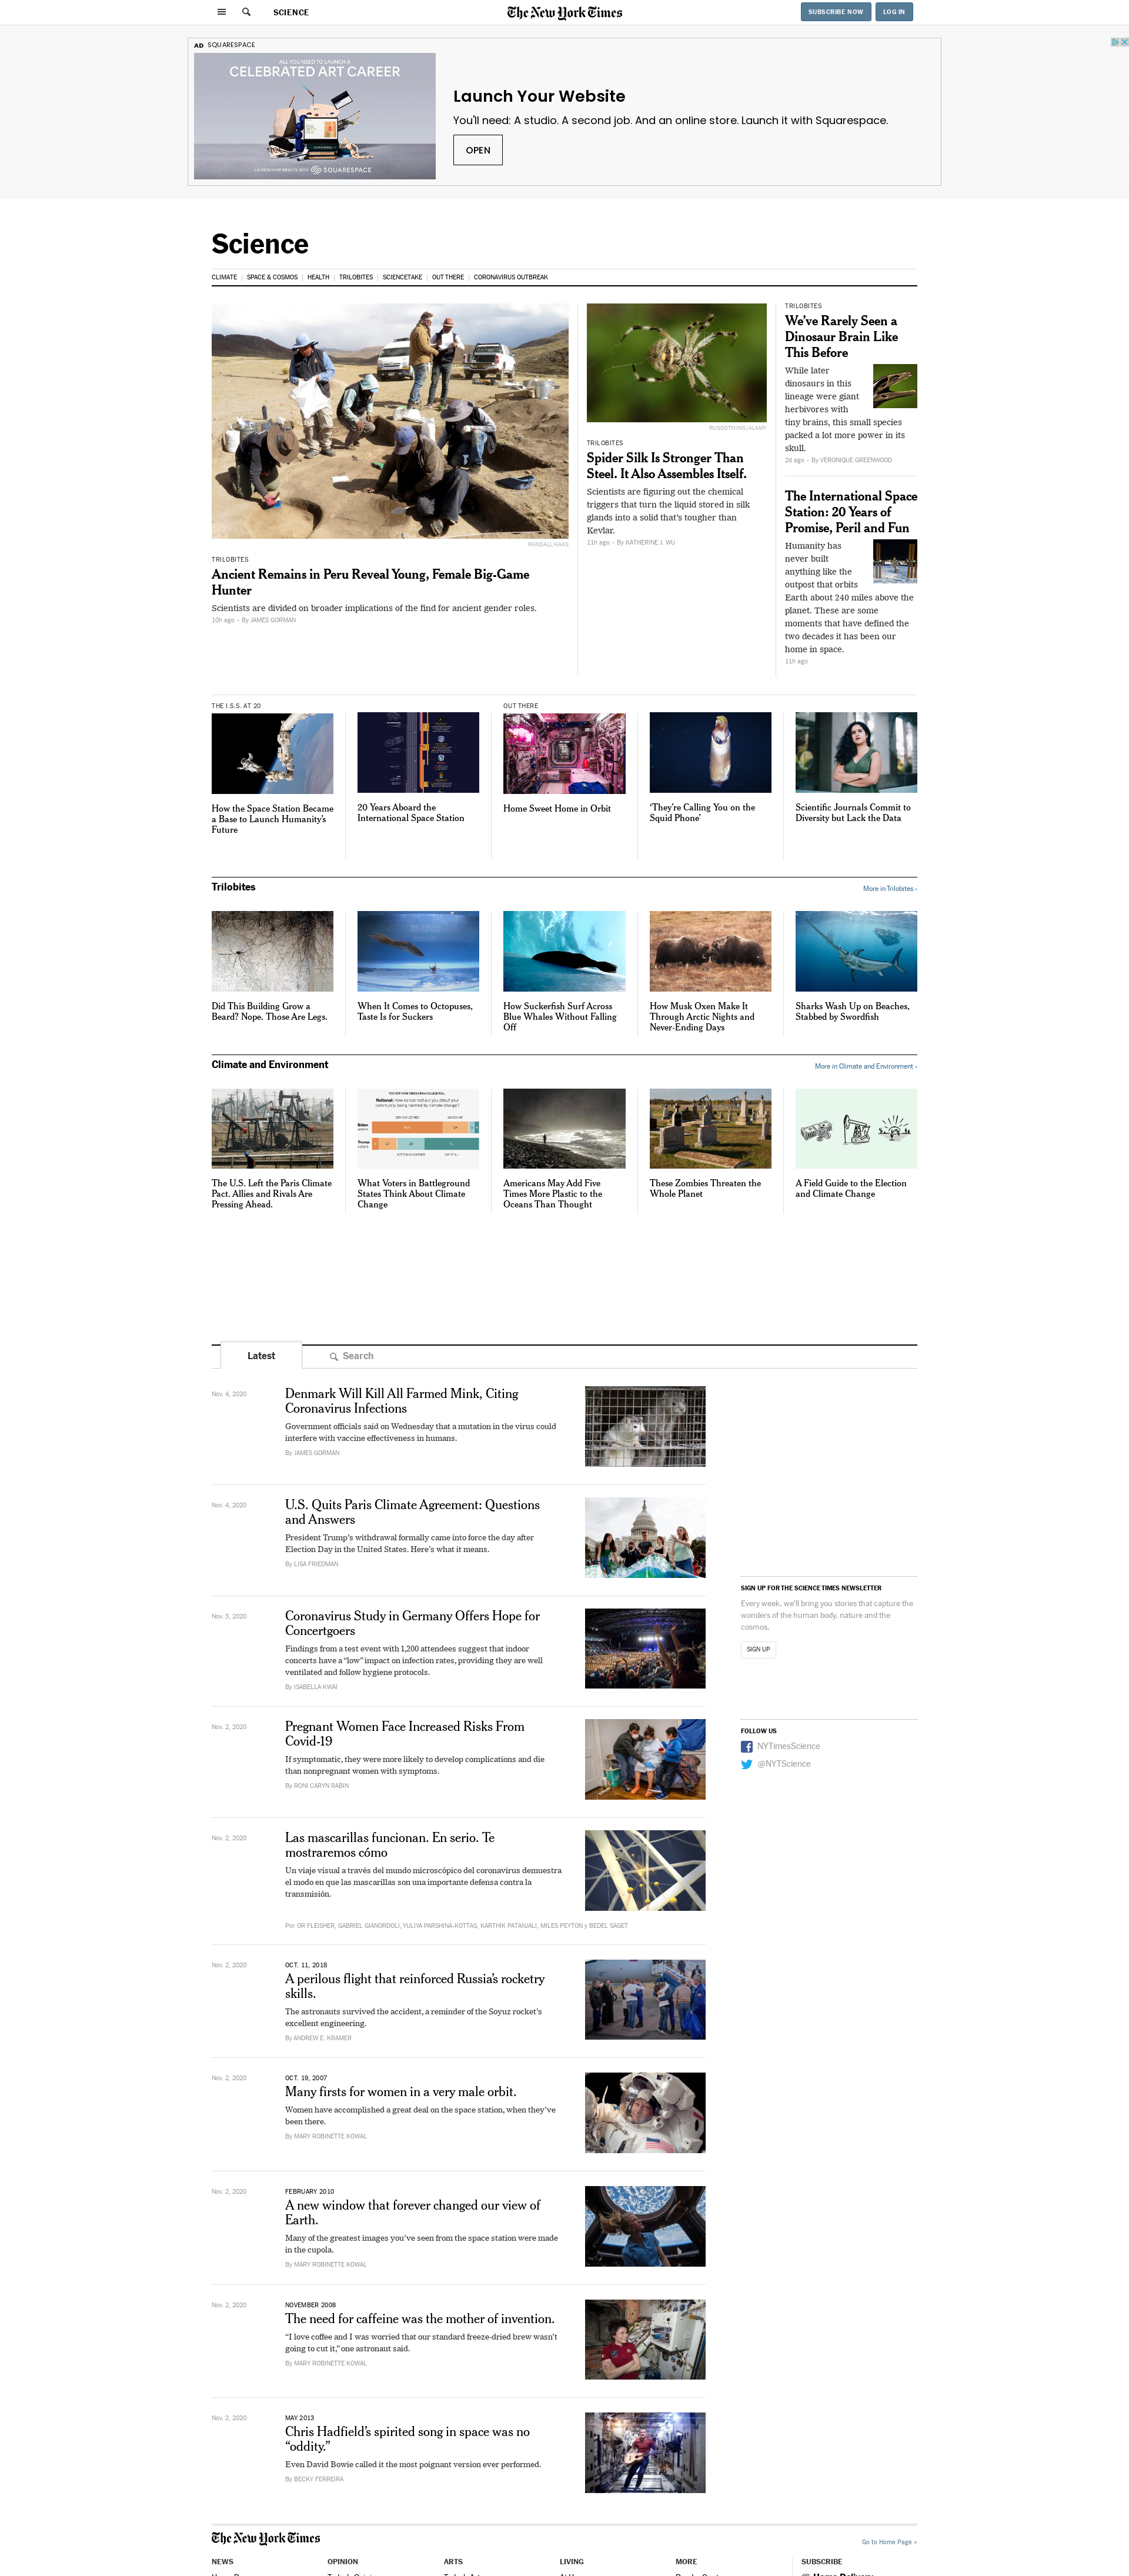 SCIENCE
The New York Times
SUBSCRIBE NOW
LOG IN
AD SQUARESPACE
ALL YOU NEED TO LAUNCH A
CELEBRATED ART CAREER
LAUNCH YOUR WEBSITE WITH SQUARESPACE
Launch Your Website
You'll need: A studio. A second job. And an online store. Launch it with Squarespace.
OPEN
Science
CLIMATE
SPACE & COSMOS
HEALTH
TRILOBITES
SCIENCETAKE
OUT THERE
CORONAVIRUS OUTBREAK
RANDALL HAAS
TRILOBITES
Ancient Remains in Peru Reveal Young, Female Big-Game
Hunter
Scientists are divided on broader implications of the find for ancient gender roles.
10h ago - By JAMES GORMAN
RUSSOTWINS/ALAMY
TRILOBITES
Spider Silk Is Stronger Than
Steel. It Also Assembles Itself.
Scientists are figuring out the chemical
triggers that turn the liquid stored in silk
glands into a solid that's tougher than
Kevlar.
11h ago - By KATHERINE J. WU
TRILOBITES
We've Rarely Seen a
Dinosaur Brain Like
This Before
While later
dinosaurs in this
lineage were giant
herbivores with
tiny brains, this small species
packed a lot more power in its
skull.
2d ago - By VERONIQUE GREENWOOD
The International Space
Station: 20 Years of
Promise, Peril and Fun
Humanity has
never built
anything like the
outpost that orbits
Earth about 240 miles above the
planet. These are some
moments that have defined the
two decades it has been our
home in space.
11h ago
THE I.S.S. AT 20
How the Space Station Became
a Base to Launch Humanity's
Future
20 Years Aboard the
International Space Station
OUT THERE
Home Sweet Home in Orbit
'They're Calling You on the
Squid Phone'
Scientific Journals Commit to
Diversity but Lack the Data
Trilobites
More in Trilobites ›
Did This Building Grow a
Beard? Nope. Those Are Legs.
When It Comes to Octopuses,
Taste Is for Suckers
How Suckerfish Surf Across
Blue Whales Without Falling
Off
How Musk Oxen Make It
Through Arctic Nights and
Never-Ending Days
Sharks Wash Up on Beaches,
Stabbed by Swordfish
Climate and Environment
More in Climate and Environment ›
National: How concerned are you about your
community being harmed by climate change?
Biden
voters
Trump
voters
The U.S. Left the Paris Climate
Pact. Allies and Rivals Are
Pressing Ahead.
What Voters in Battleground
States Think About Climate
Change
Americans May Add Five
Times More Plastic to the
Oceans Than Thought
These Zombies Threaten the
Whole Planet
A Field Guide to the Election
and Climate Change
Latest
Search
Nov. 4, 2020
Denmark Will Kill All Farmed Mink, Citing
Coronavirus Infections
Government officials said on Wednesday that a mutation in the virus could
interfere with vaccine effectiveness in humans.
By JAMES GORMAN
Nov. 4, 2020
U.S. Quits Paris Climate Agreement: Questions
and Answers
President Trump's withdrawal formally came into force the day after
Election Day in the United States. Here's what it means.
By LISA FRIEDMAN
Nov. 3, 2020
Coronavirus Study in Germany Offers Hope for
Concertgoers
Findings from a test event with 1,200 attendees suggest that indoor
concerts have a "low" impact on infection rates, providing they are well
ventilated and follow hygiene protocols.
By ISABELLA KWAI
Nov. 2, 2020
Pregnant Women Face Increased Risks From
Covid-19
If symptomatic, they were more likely to develop complications and die
than nonpregnant women with symptoms.
By RONI CARYN RABIN
Nov. 2, 2020
Las mascarillas funcionan. En serio. Te
mostraremos cómo
Un viaje visual a través del mundo microscópico del coronavirus demuestra
el modo en que las mascarillas son una importante defensa contra la
transmisión.
Por OR FLEISHER, GABRIEL GIANORDOLI, YULIYA PARSHINA-KOTTAS, KARTHIK PATANJALI, MILES PEYTON y BEDEL SAGET
Nov. 2, 2020
OCT. 11, 2018
A perilous flight that reinforced Russia's rocketry
skills.
The astronauts survived the accident, a reminder of the Soyuz rocket's
excellent engineering.
By ANDREW E. KRAMER
Nov. 2, 2020
OCT. 19, 2007
Many firsts for women in a very male orbit.
Women have accomplished a great deal on the space station, when they've
been there.
By MARY ROBINETTE KOWAL
Nov. 2, 2020
FEBRUARY 2010
A new window that forever changed our view of
Earth.
Many of the greatest images you've seen from the space station were made
in the cupola.
By MARY ROBINETTE KOWAL
Nov. 2, 2020
NOVEMBER 2008
The need for caffeine was the mother of invention.
"I love coffee and I was worried that our standard freeze-dried brew wasn't
going to cut it," one astronaut said.
By MARY ROBINETTE KOWAL
Nov. 2, 2020
MAY 2013
Chris Hadfield's spirited song in space was no
"oddity."
Even David Bowie called it the most poignant version ever performed.
By BECKY FERREIRA
SIGN UP FOR THE SCIENCE TIMES NEWSLETTER
Every week, we'll bring you stories that capture the
wonders of the human body, nature and the
cosmos.
SIGN UP
FOLLOW US
NYTimesScience
@NYTScience
The New York Times
Go to Home Page »
NEWS
OPINION
ARTS
LIVING
MORE
SUBSCRIBE